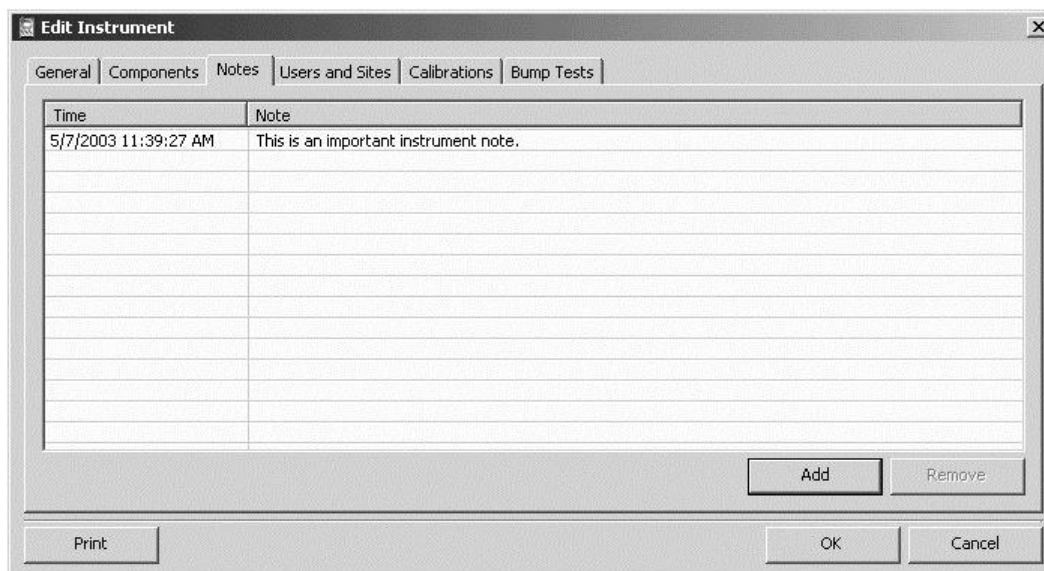 Edit Instrument
General Components Notes Users and Sites Calibrations Bump Tests
Time Note
5/7/2003 11:39:27 AM This is an important instrument note.
Add Remove
Print OK Cancel